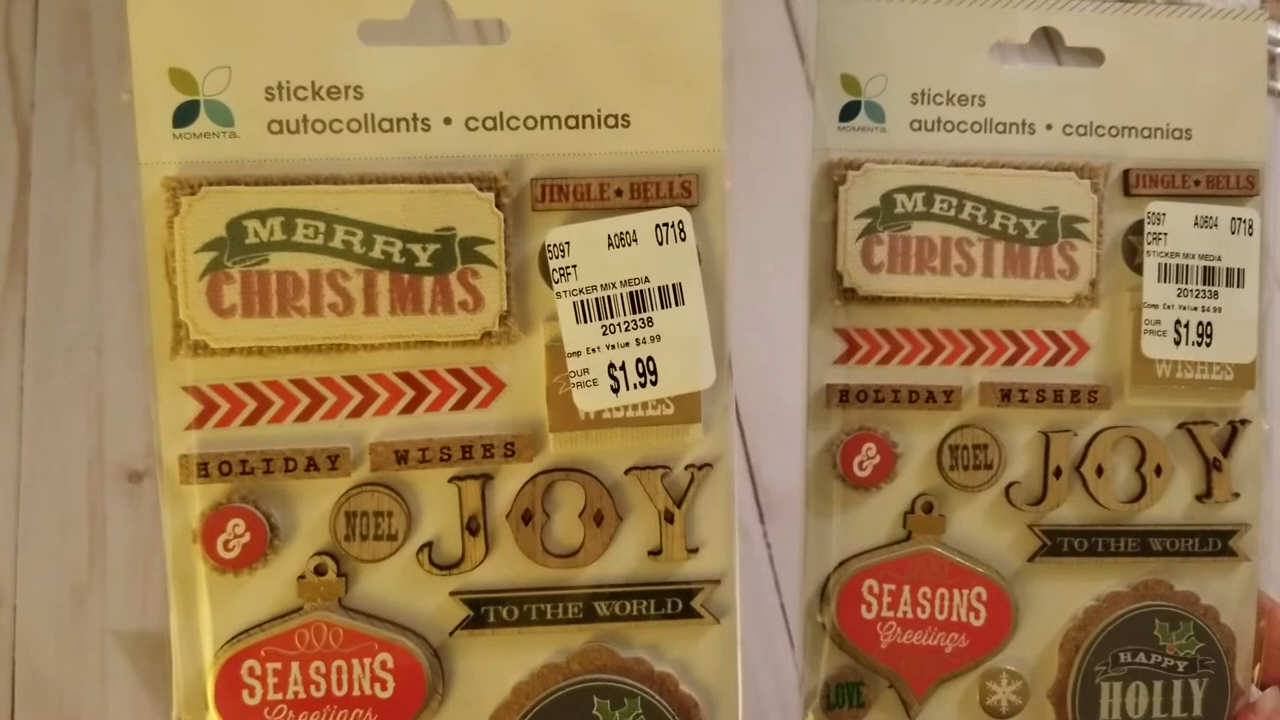 MOMENTA.
stickers
autocollants • calcomanias
MERRY
CHRISTMAS
JINGLE ★ BELLS
5097 A0604 0718
CRFT
STICKER MIX MEDIA
2012338
omp Est Value $4.99
OUR
PRICE $1.99
WISHES
HOLIDAY WISHES
&
NOEL
JOY
TO THE WORLD
SEASONS
Greetings
MOMENTA.
stickers
autocollants • calcomanias
MERRY
CHRISTMAS
JINGLE ★ BELLS
5097 A0604 0718
CRFT
STICKER MIX MEDIA
2012338
Comp Est Value $4.99
OUR
PRICE $1.99
WISHES
HOLIDAY WISHES
&
NOEL
JOY
TO THE WORLD
SEASONS
Greetings
LOVE
HAPPY
HOLLY